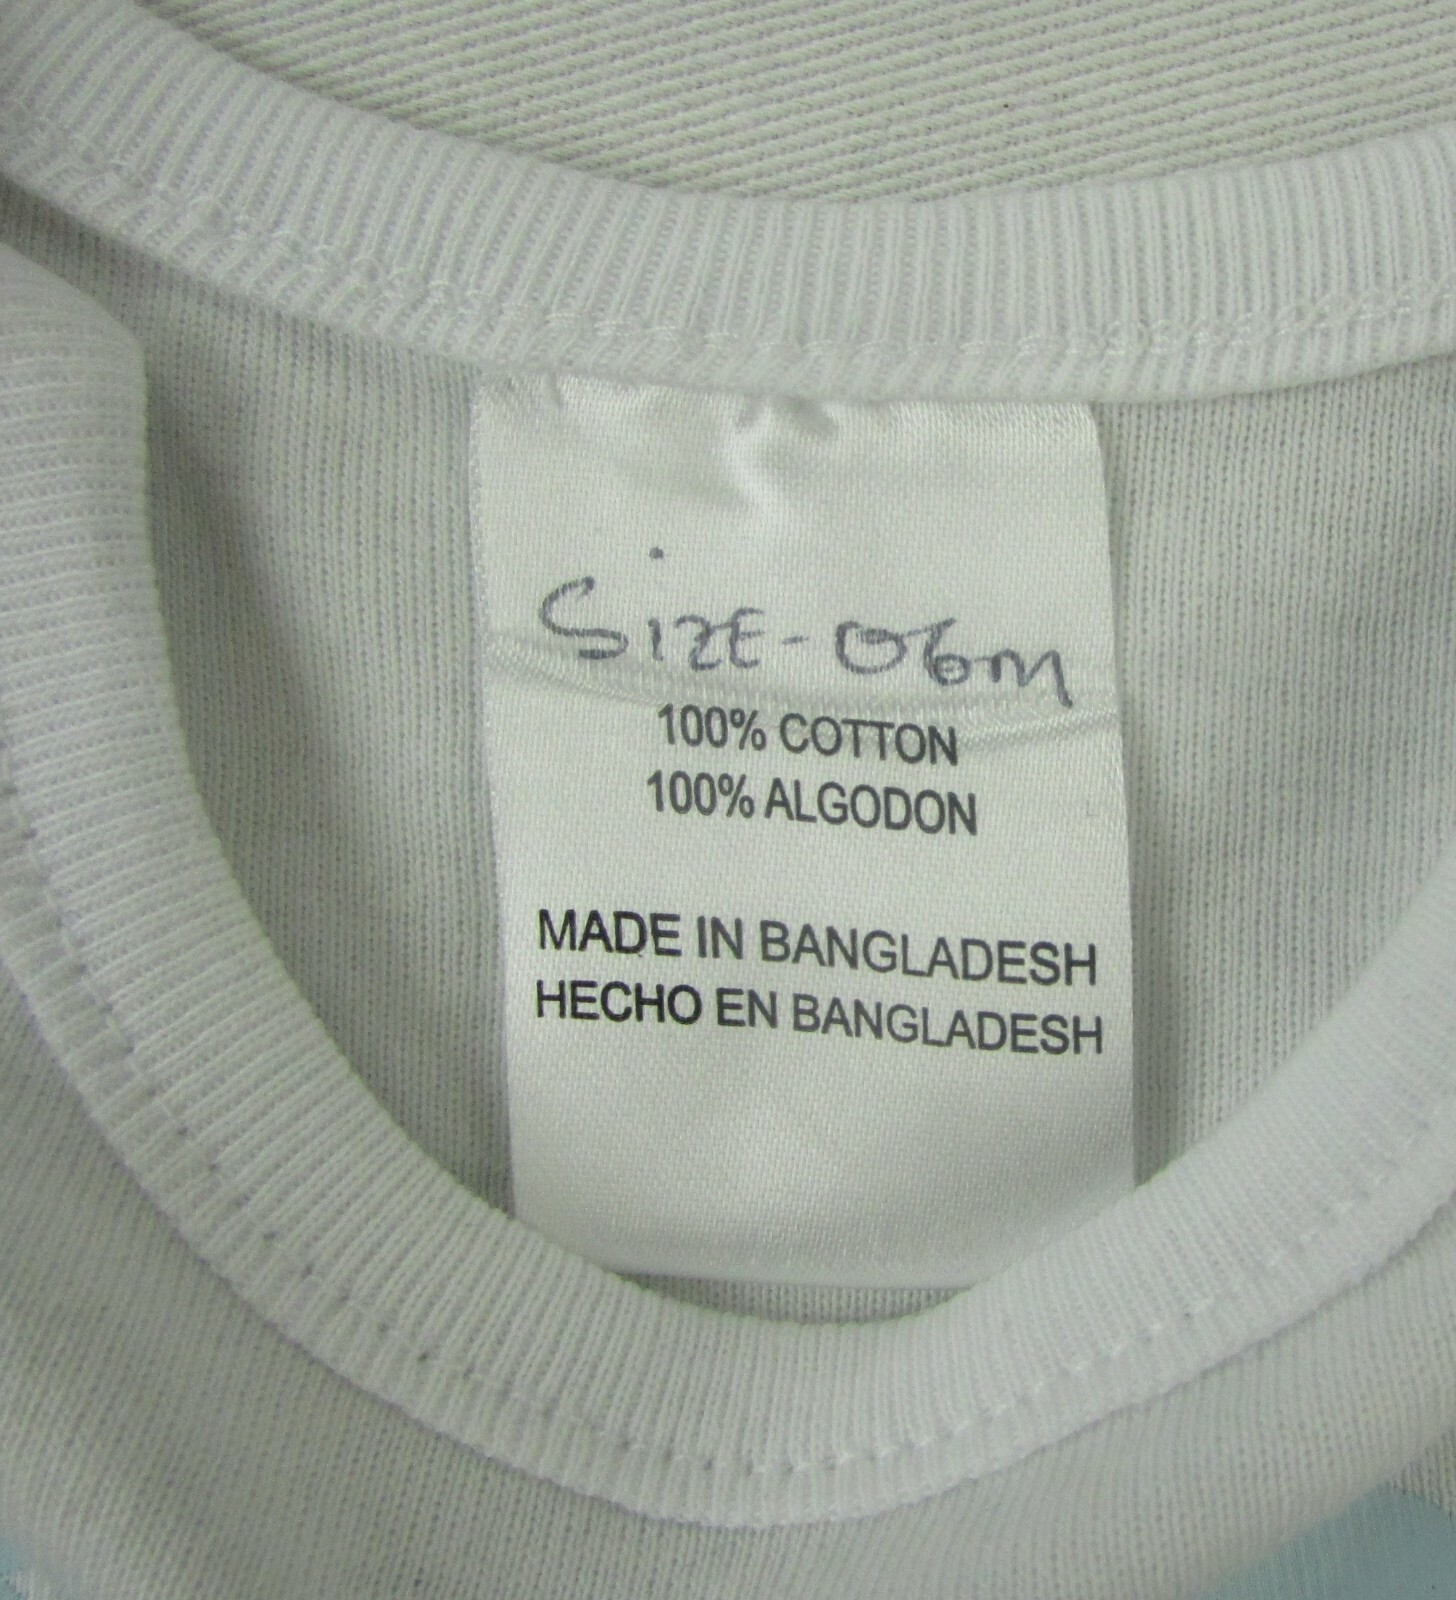 SizE-06m
100% COTTON
100% ALGODON
MADE IN BANGLADESH
HECHO EN BANGLADESH